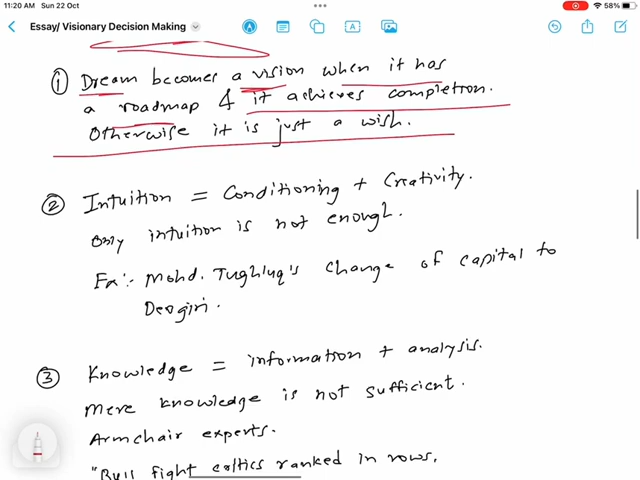 11:20 AM Sun 22 Oct
58%
Essay/ Visionary Decision Making
① Dream becomes a vision when it has
a roadmap & it achieves completion.
Otherwise it is just a wish.
② Intuition = Conditioning + Creativity.
Only intuition is not enough.
Ex:- Mohd. Tughluq's change of capital to
Deogiri.
③ Knowledge = information + analysis.
Mere knowledge is not sufficient.
Armchair experts.
"Bull fight critics ranked in rows.